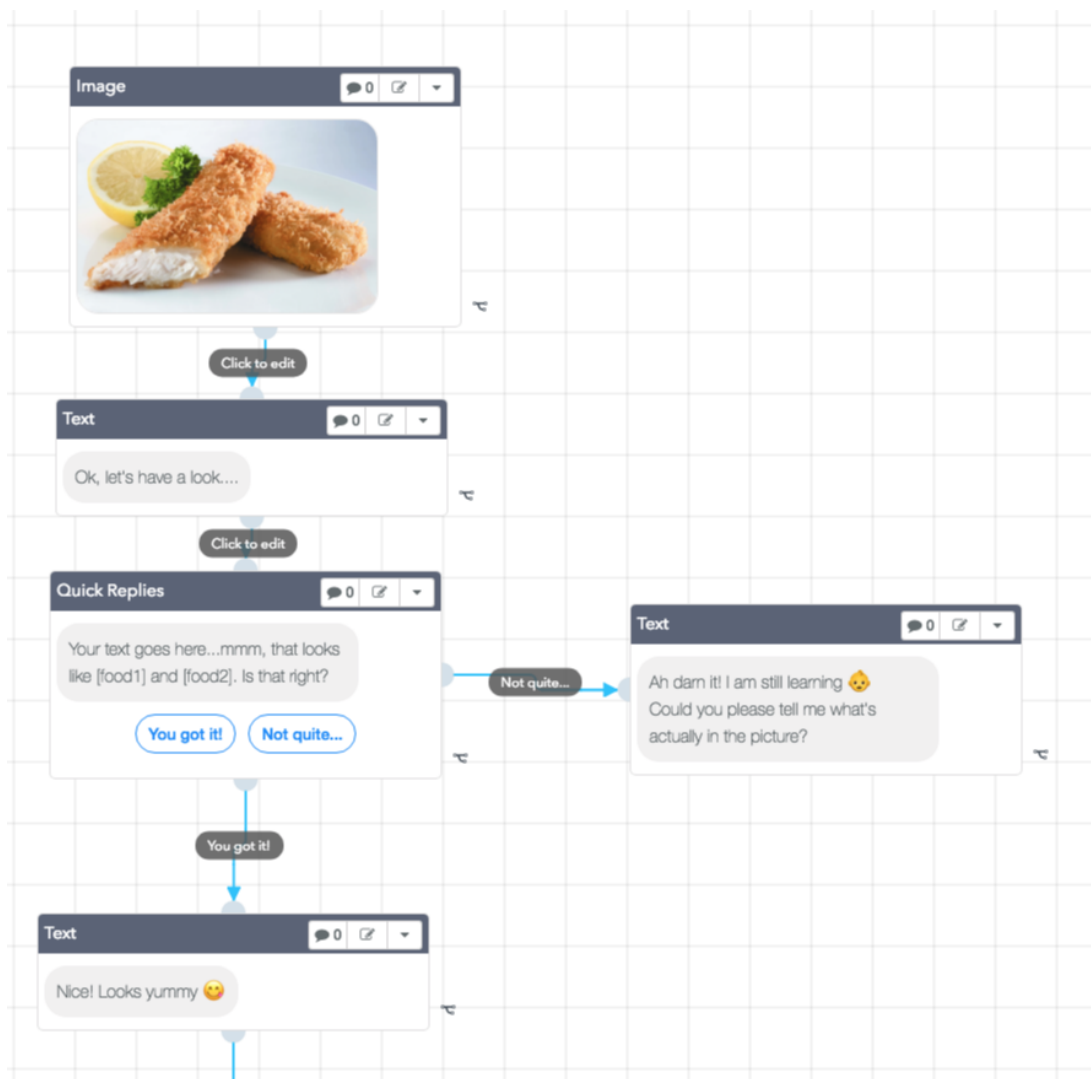 Image
0
Click to edit
Text
0
Ok, let's have a look....
Click to edit
Quick Replies
0
Your text goes here...mmm, that looks
like [food1] and [food2]. Is that right?
You got it!
Not quite...
Not quite...
Text
0
Ah darn it! I am still learning 👶
Could you please tell me what's
actually in the picture?
You got it!
Text
0
Nice! Looks yummy 😋